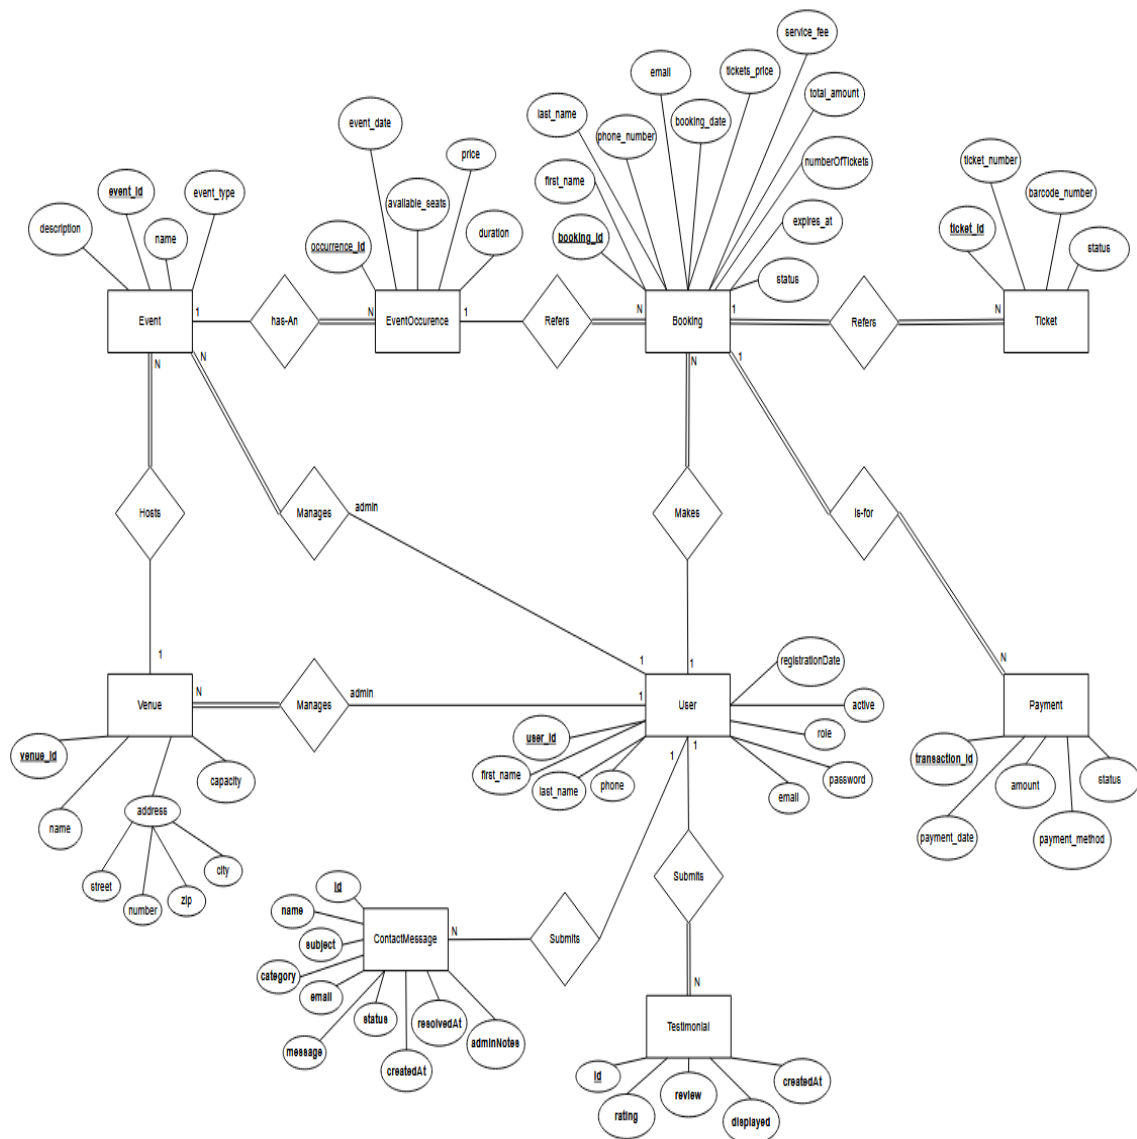 service_fee
email
tickets_price
total_amount
last_name
event_date
booking_date
phone_number
price
numberOfTickets
ticket_number
event_id
event_type
first_name
barcode_number
available_seats
description
name
duration
expires_at
ticket_id
occurrence_id
booking_id
status
status
Event
1
has-An
N
EventOccurence
1
Refers
N
Booking
1
Refers
N
Ticket
N
N
N
1
Hosts
Manages
admin
Makes
Is-for
1
1
1
N
registrationDate
Venue
N
Manages
admin
1
User
active
Payment
venue_id
user_id
role
transaction_id
capacity
first_name
last_name
phone
1
1
email
password
amount
status
name
address
payment_date
payment_method
street
number
zip
city
Submits
id
name
subject
ContactMessage
N
Submits
category
email
status
resolvedAt
adminNotes
message
createdAt
N
Testimonial
id
rating
review
displayed
createdAt